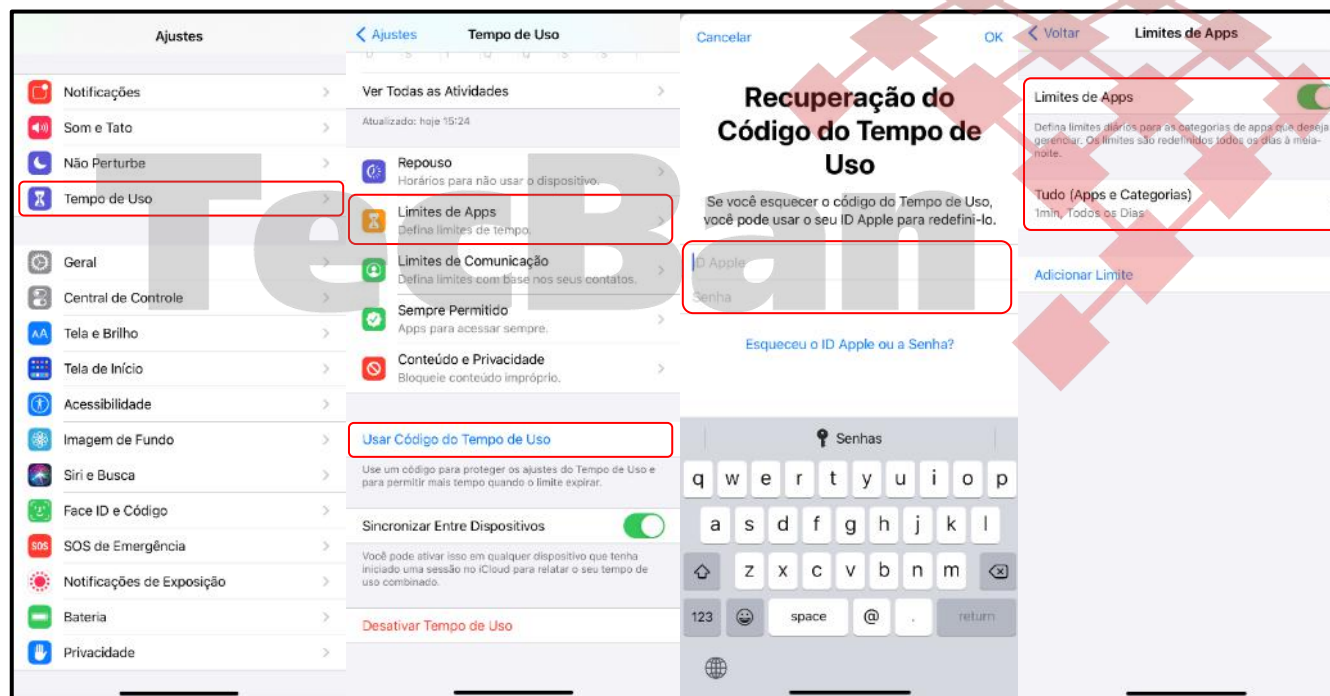 Ajustes
Notificações
Som e Tato
Não Perturbe
Tempo de Uso
Geral
Central de Controle
AA Tela e Brilho
Tela de Início
Acessibilidade
Imagem de Fundo
Siri e Busca
Face ID e Código
SOS SOS de Emergência
Notificações de Exposição
Bateria
Privacidade
Ajustes Tempo de Uso
Ver Todas as Atividades
Atualizado: hoje 15:24
Repouso
Horários para não usar o dispositivo.
Limites de Apps
Defina limites de tempo.
Limites de Comunicação
Defina limites com base nos seus contatos.
Sempre Permitido
Apps para acessar sempre.
Conteúdo e Privacidade
Bloqueie conteúdo impróprio.
Usar Código do Tempo de Uso
Use um código para proteger os ajustes do Tempo de Uso e
para permitir mais tempo quando o limite expirar.
Sincronizar Entre Dispositivos
Você pode ativar isso em qualquer dispositivo que tenha
iniciado uma sessão no iCloud para relatar o seu tempo de
uso combinado.
Desativar Tempo de Uso
Cancelar OK
Recuperação do
Código do Tempo de
Uso
Se você esquecer o código do Tempo de Uso,
você pode usar o seu ID Apple para redefini-lo.
ID Apple
Senha
Esqueceu o ID Apple ou a Senha?
Senhas
q w e r t y u i o p
a s d f g h j k l
z x c v b n m
123 space @ . return
Voltar Limites de Apps
Limites de Apps
Defina limites diários para as categorias de apps que deseja
gerenciar. Os limites são redefinidos todos os dias à meia-
noite.
Tudo (Apps e Categorias)
1min, Todos os Dias
Adicionar Limite
TecBan